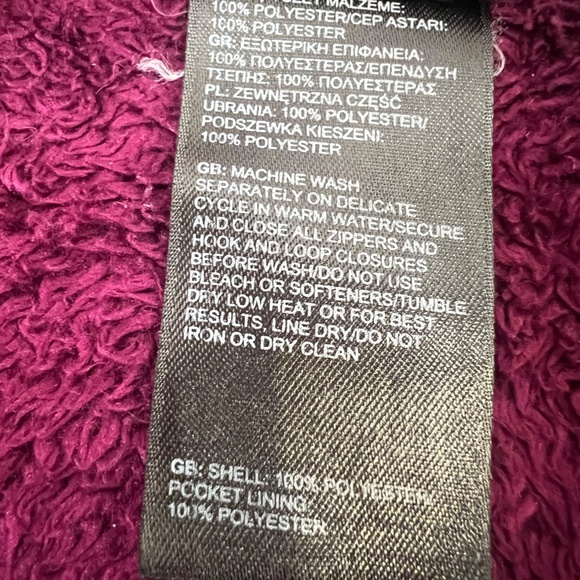 MALZEME:
100% POLYESTER/CEP ASTARI:
100% POLYESTER
GR: ΕΞΩΤΕΡΙΚΗ ΕΠΙΦΑΝΕΙΑ:
100% ΠΟΛΥΕΣΤΕΡΑΣ/ΕΠΕΝΔΥΣΗ
ΤΣΕΠΗΣ: 100% ΠΟΛΥΕΣΤΕΡΑΣ
PL: ZEWNĘTRZNA CZĘŚĆ
UBRANIA: 100% POLYESTER/
PODSZEWKA KIESZENI:
100% POLYESTER
GB: MACHINE WASH
SEPARATELY ON DELICATE
CYCLE IN WARM WATER/SECURE
AND CLOSE ALL ZIPPERS AND
HOOK AND LOOP CLOSURES
BEFORE WASH/DO NOT USE
BLEACH OR SOFTENERS/TUMBLE
DRY LOW HEAT OR FOR BEST
RESULTS, LINE DRY/DO NOT
IRON OR DRY CLEAN
GB: SHELL: 100% POLYESTER,
POCKET LINING:
100% POLYESTER